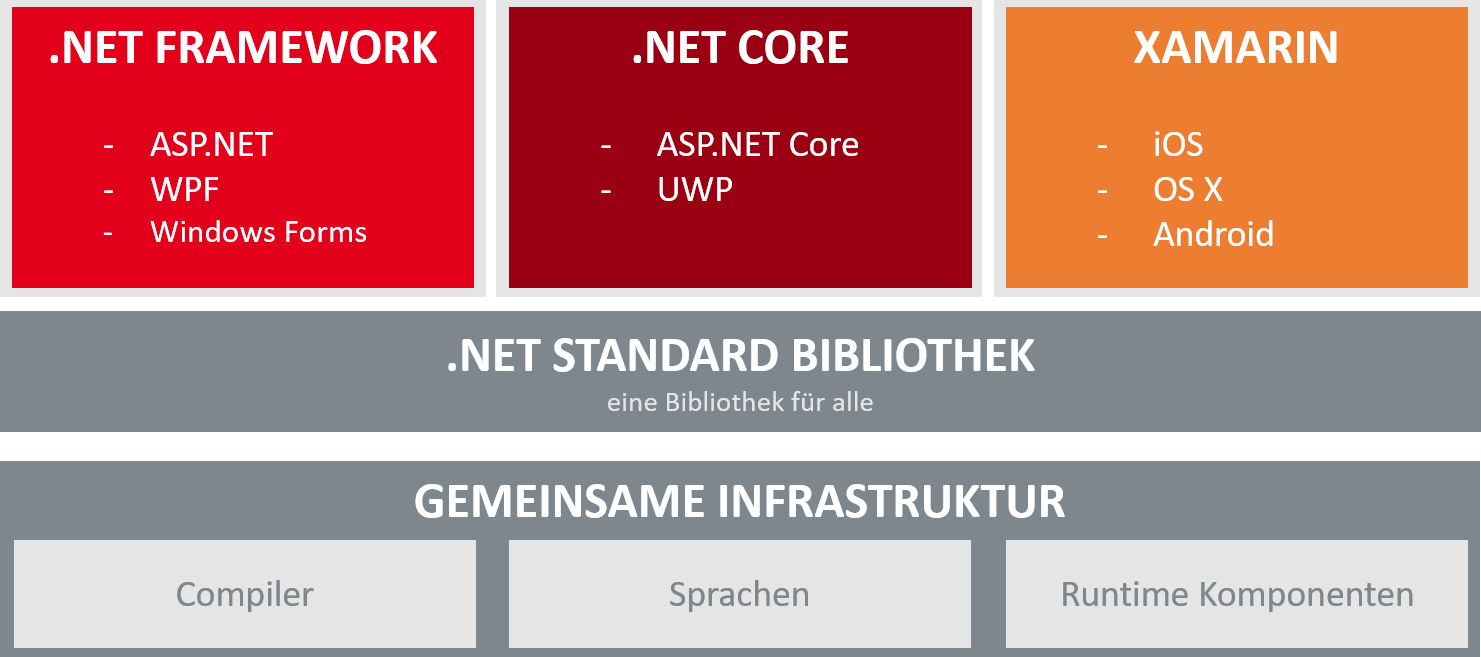 .NET FRAMEWORK
- ASP.NET
- WPF
- Windows Forms
.NET CORE
- ASP.NET Core
- UWP
XAMARIN
- iOS
- OS X
- Android
.NET STANDARD BIBLIOTHEK
eine Bibliothek für alle
GEMEINSAME INFRASTRUKTUR
Compiler
Sprachen
Runtime Komponenten